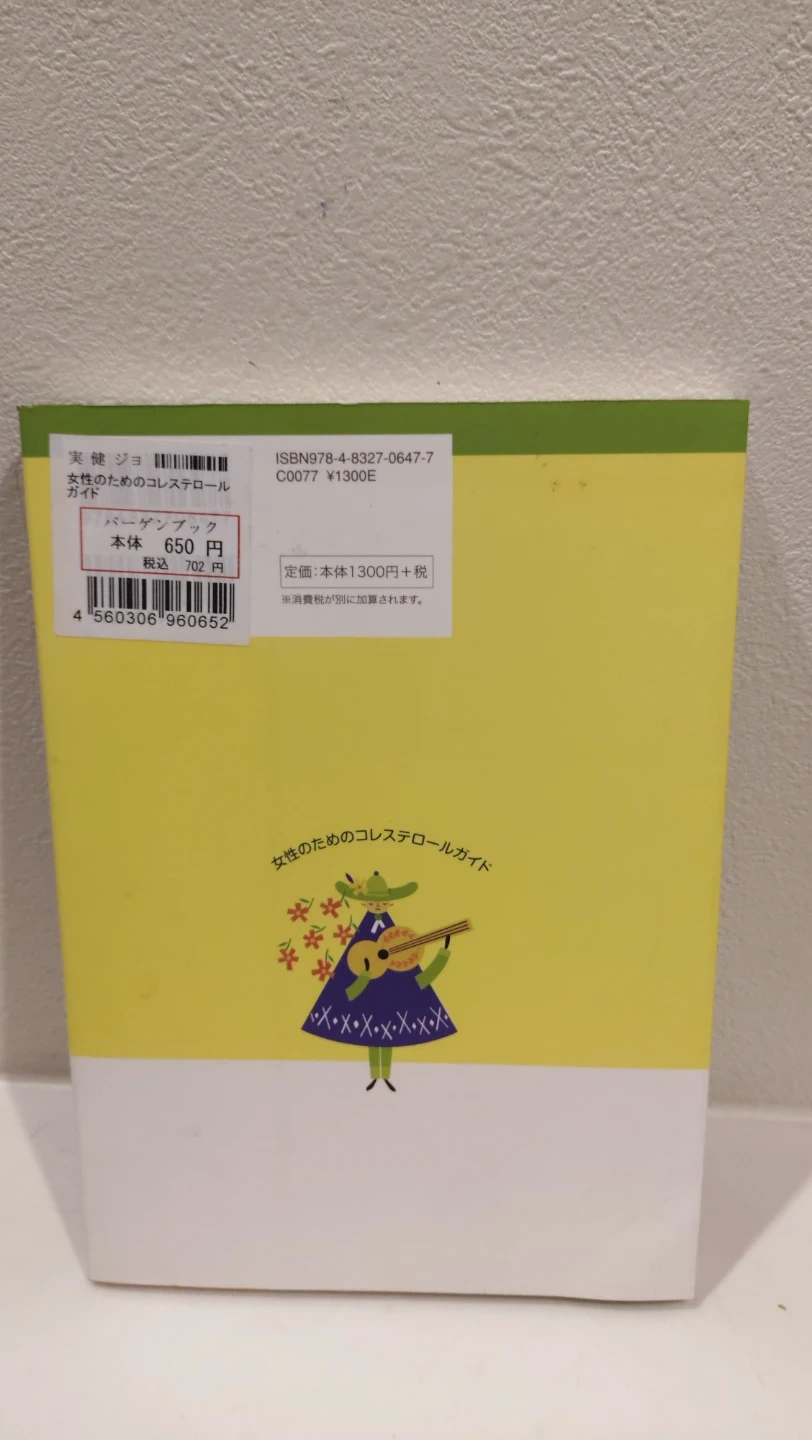 実 健 ジョ
女性のためのコレステロール
ガイド
バーゲンブック
本体 650 円
税込 702 円
4 560306 960652
ISBN978-4-8327-0647-7
C0077 ¥1300E
定価:本体1300円+税
※消費税が別に加算されます。
女性のためのコレステロールガイド